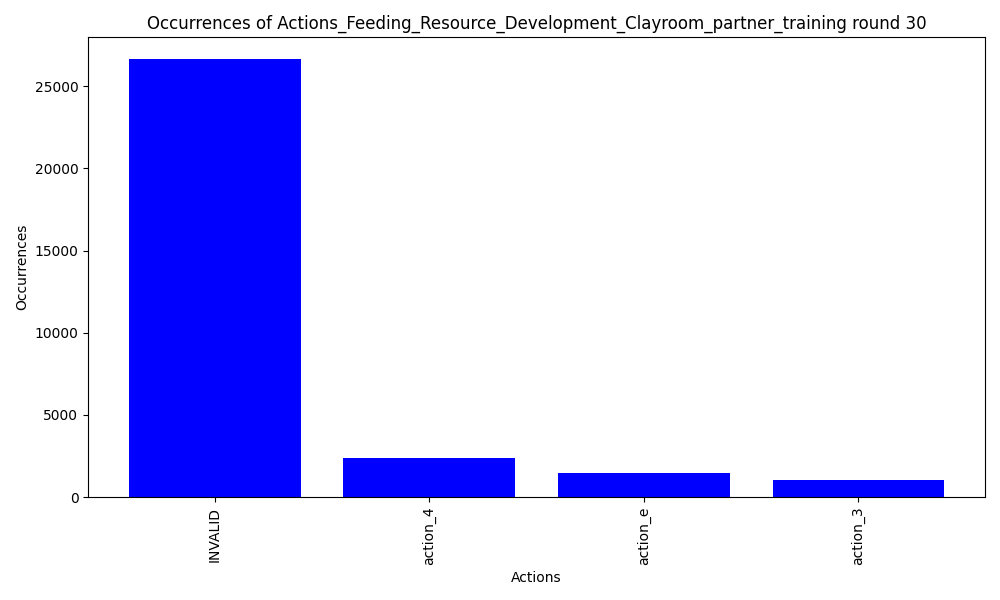 Occurrences of Actions_Feeding_Resource_Development_Clayroom_partner_training round 30
Occurrences
25000
20000
15000
10000
5000
0
INVALID
action_4
action_e
action_3
Actions